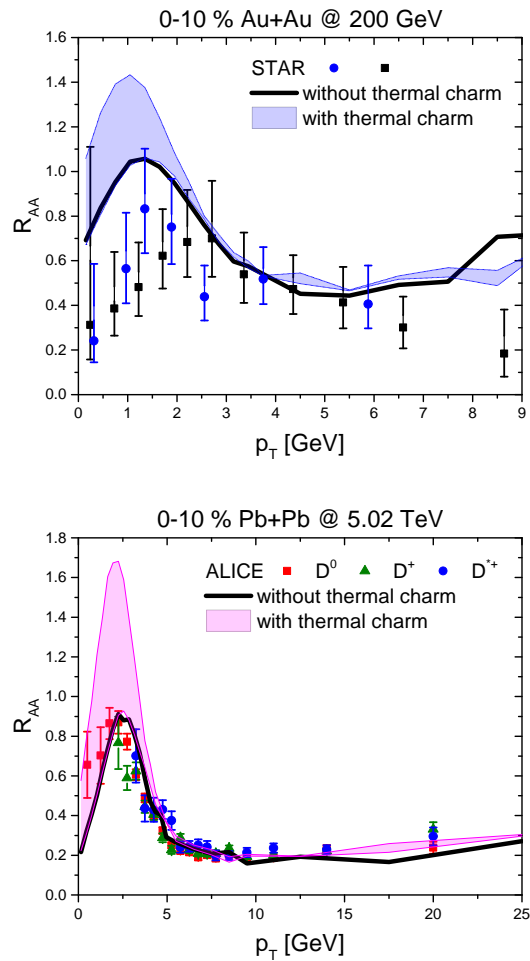 0-10 % Au+Au @ 200 GeV
1.6
1.4
1.2
1.0
0.8
0.6
0.4
0.2
0.0
R_AA
STAR
without thermal charm
with thermal charm
0 1 2 3 4 5 6 7 8 9
p_T [GeV]
0-10 % Pb+Pb @ 5.02 TeV
1.8
1.6
1.4
1.2
1.0
0.8
0.6
0.4
0.2
0.0
R_AA
ALICE D^0 D^+ D^*+
without thermal charm
with thermal charm
0 5 10 15 20 25
p_T [GeV]